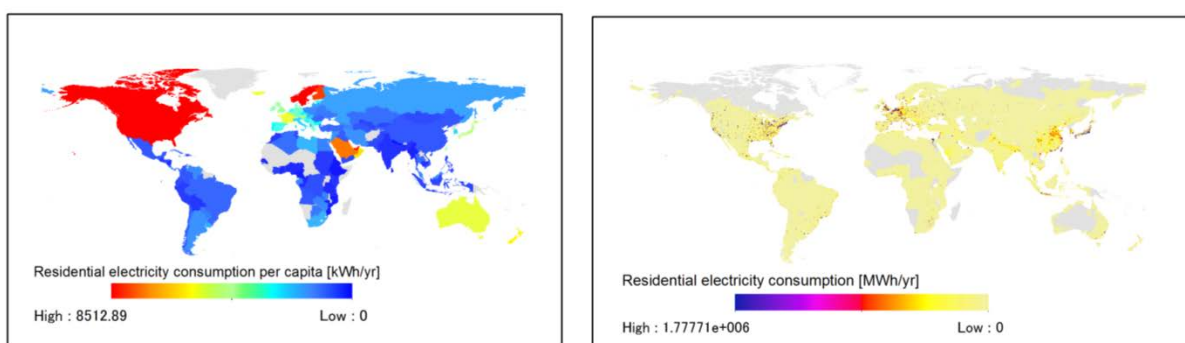 Residential electricity consumption per capita [kWh/yr]
High : 8512.89 Low : 0
Residential electricity consumption [MWh/yr]
High : 1.77771e+006 Low : 0